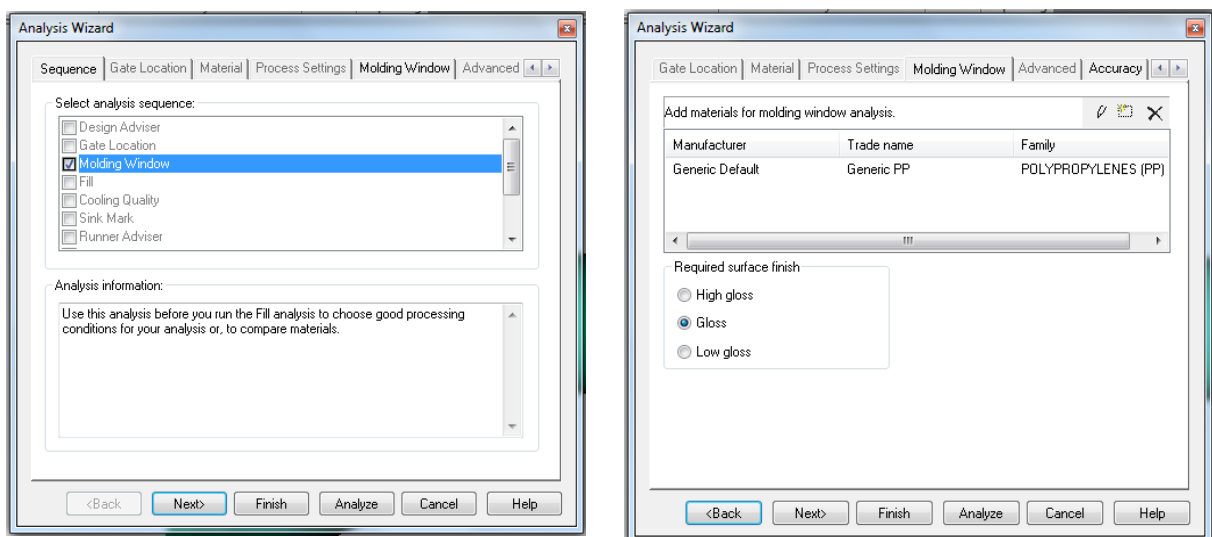 Analysis Wizard
Sequence Gate Location Material Process Settings Molding Window Advanced
Select analysis sequence:
Design Adviser
Gate Location
Molding Window
Fill
Cooling Quality
Sink Mark
Runner Adviser
Analysis information:
Use this analysis before you run the Fill analysis to choose good processing
conditions for your analysis or, to compare materials.
<Back Next> Finish Analyze Cancel Help
Analysis Wizard
Gate Location Material Process Settings Molding Window Advanced Accuracy
Add materials for molding window analysis.
Manufacturer Trade name Family
Generic Default Generic PP POLYPROPYLENES (PP)
Required surface finish
High gloss
Gloss
Low gloss
<Back Next> Finish Analyze Cancel Help